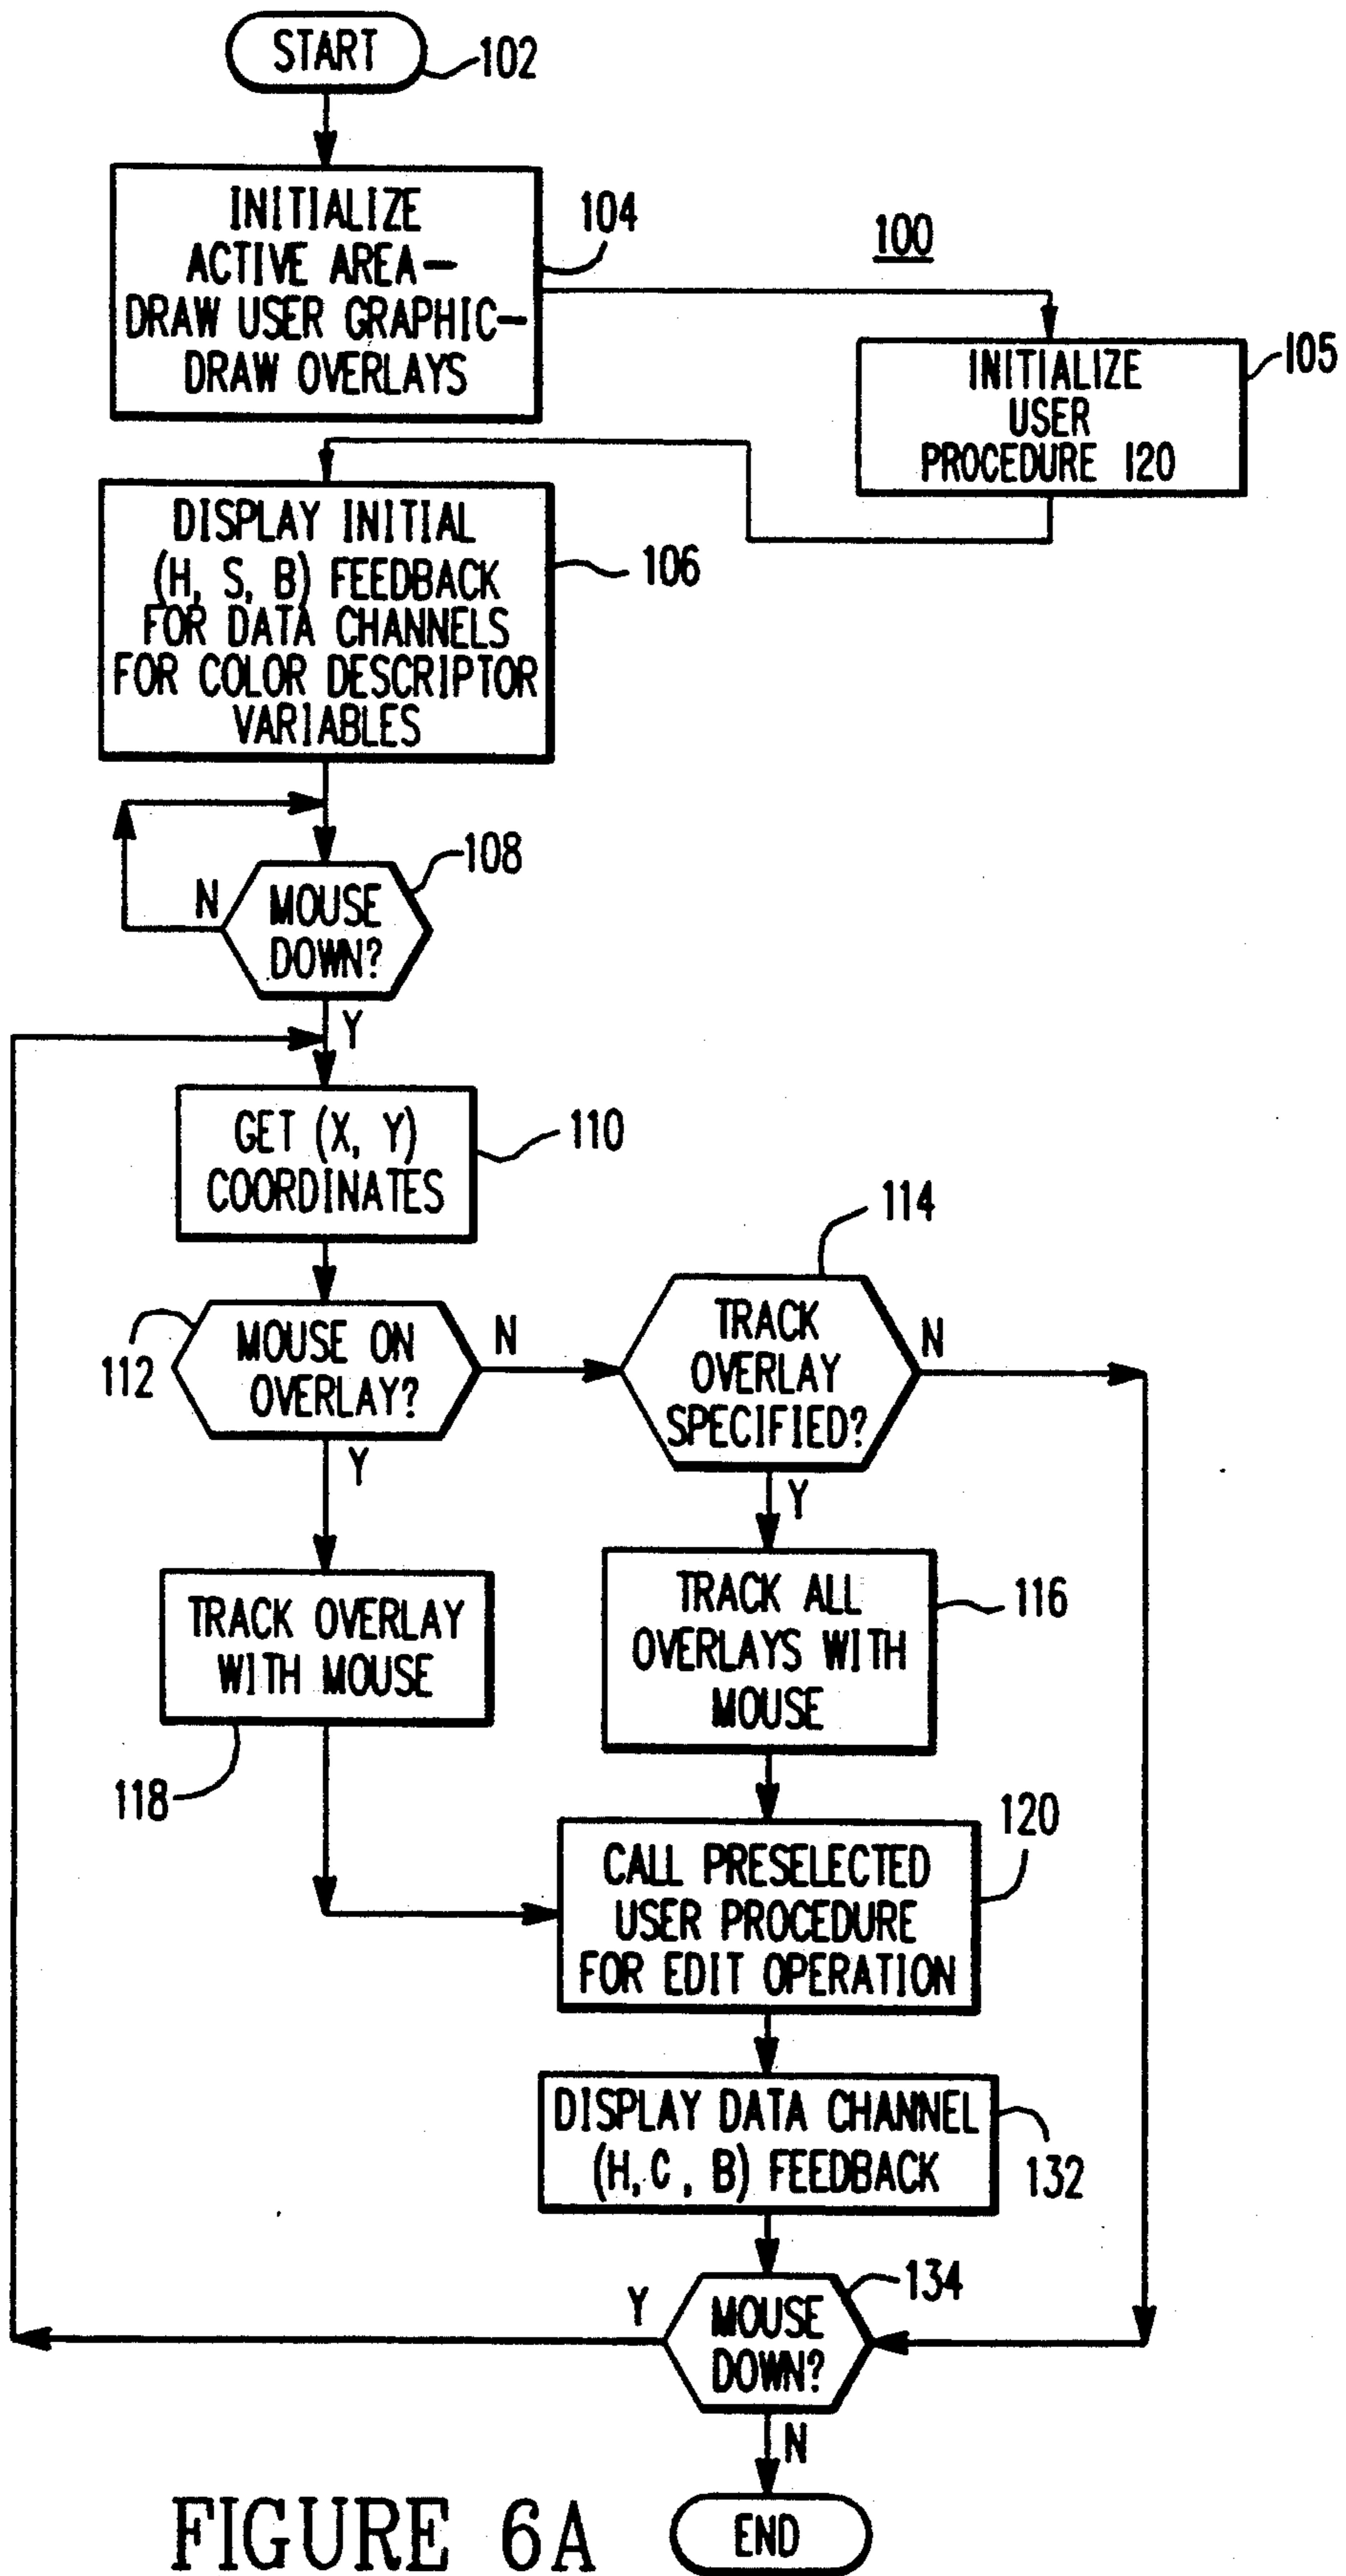 START
102
INITIALIZE
ACTIVE AREA-
DRAW USER GRAPHIC-
DRAW OVERLAYS
104
100
INITIALIZE
USER
PROCEDURE 120
105
DISPLAY INITIAL
(H, S, B) FEEDBACK
FOR DATA CHANNELS
FOR COLOR DESCRIPTOR
VARIABLES
106
MOUSE
DOWN?
108
N
Y
GET (X, Y)
COORDINATES
110
MOUSE ON
OVERLAY?
112
N
Y
TRACK
OVERLAY
SPECIFIED?
114
N
Y
TRACK OVERLAY
WITH MOUSE
118
TRACK ALL
OVERLAYS WITH
MOUSE
116
CALL PRESELECTED
USER PROCEDURE
FOR EDIT OPERATION
120
DISPLAY DATA CHANNEL
(H, C, B) FEEDBACK
132
MOUSE
DOWN?
134
Y
N
END
FIGURE 6A